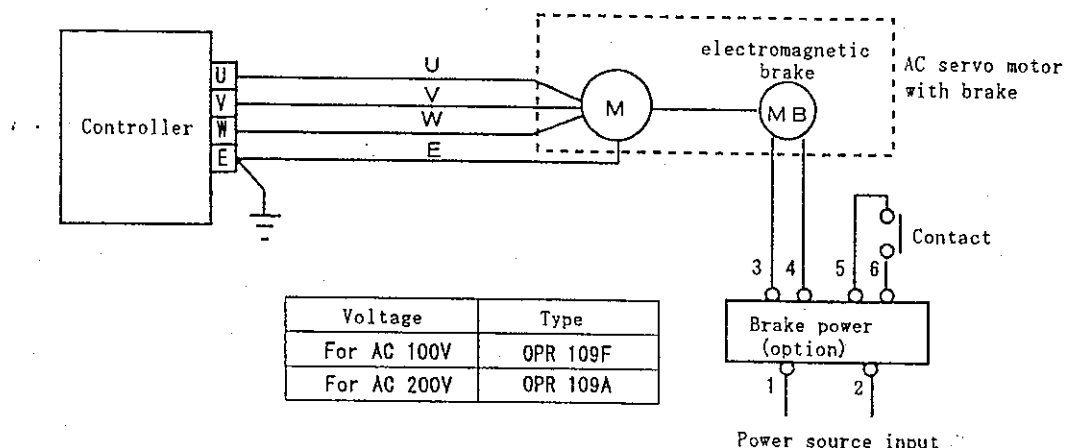 Controller
U
V
W
E
U
V
W
E
M
electromagnetic
brake
MB
AC servo motor
with brake
Contact
3 4 5 6
Brake power
(option)
1 2
Power source input
Voltage Type
For AC 100V OPR 109F
For AC 200V OPR 109A